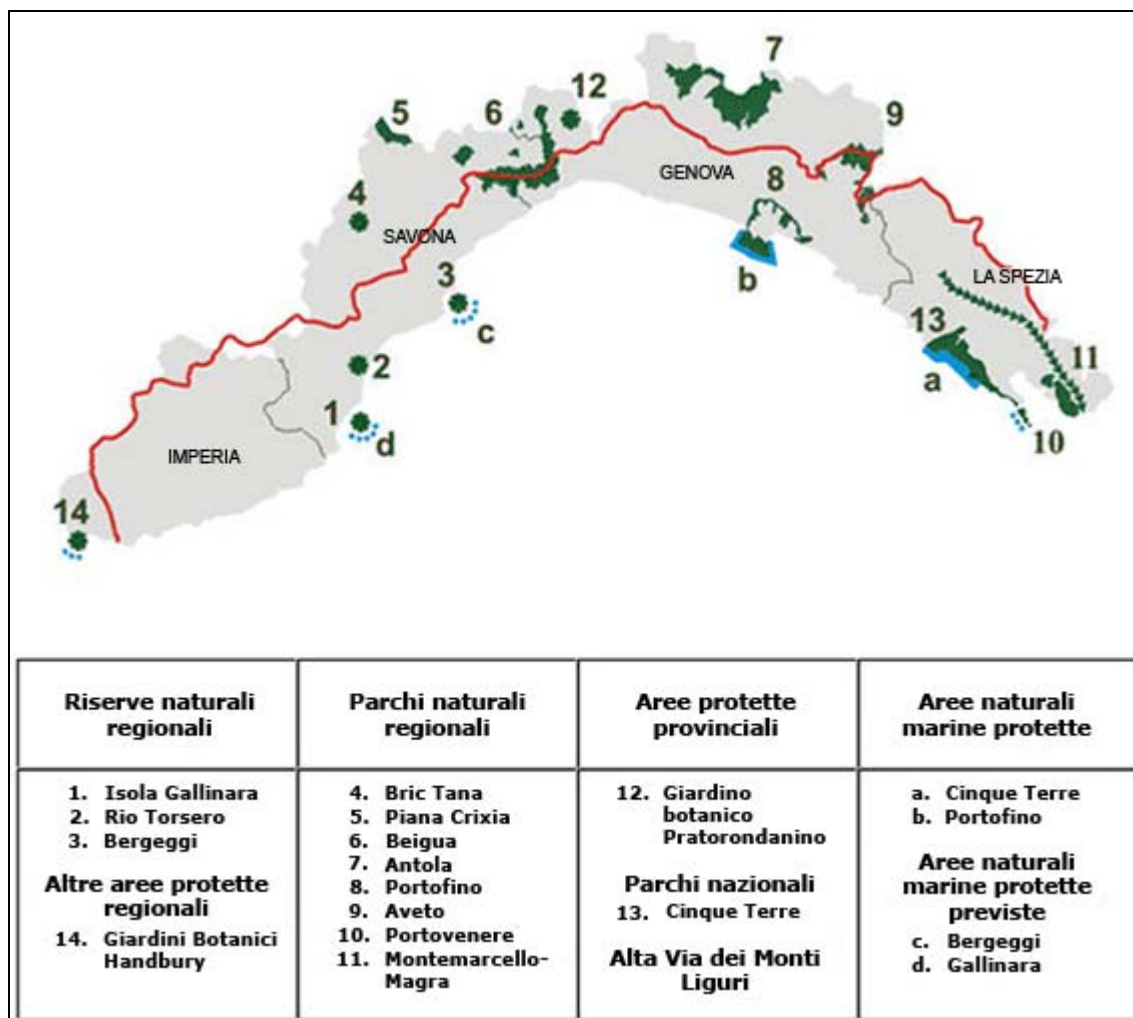 7
12
5
6
9
4
GENOVA
8
SAVONA
3
b
LA SPEZIA
c
13
2
11
a
1
d
10
IMPERIA
14
Riserve naturali
regionali
Parchi naturali
regionali
Aree protette
provinciali
Aree naturali
marine protette
1. Isola Gallinara
2. Rio Torsero
3. Bergeggi
Altre aree protette
regionali
14. Giardini Botanici
Handbury
4. Bric Tana
5. Piana Crixia
6. Beigua
7. Antola
8. Portofino
9. Aveto
10. Portovenere
11. Montemarcello-
Magra
12. Giardino
botanico
Pratorondanino
Parchi nazionali
13. Cinque Terre
Alta Via dei Monti
Liguri
a. Cinque Terre
b. Portofino
Aree naturali
marine protette
previste
c. Bergeggi
d. Gallinara